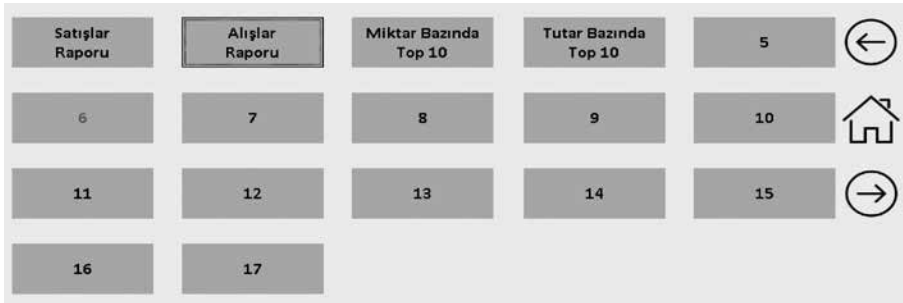 Satışlar
Raporu
Alışlar
Raporu
Miktar Bazında
Top 10
Tutar Bazında
Top 10
5
6
7
8
9
10
11
12
13
14
15
16
17